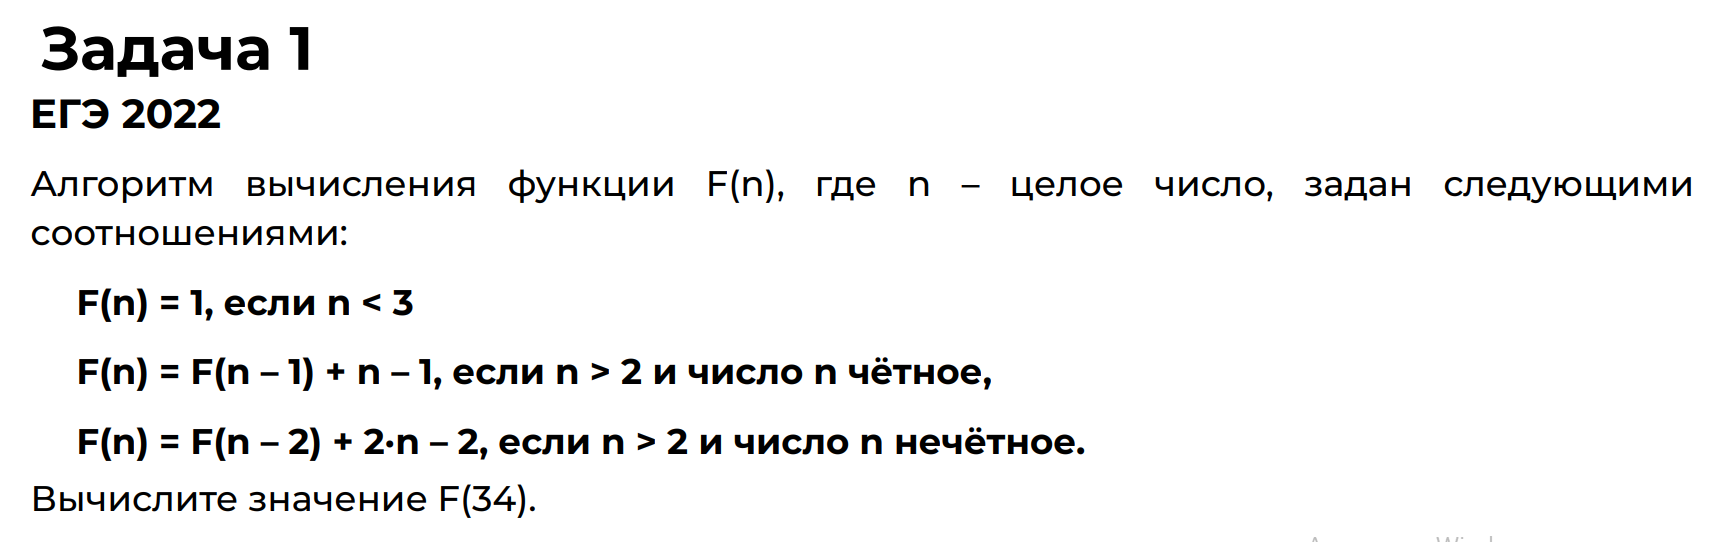 Задача 1
ЕГЭ 2022
Алгоритм вычисления функции F(n), где n – целое число, задан следующими
соотношениями:
F(n) = 1, если n < 3
F(n) = F(n – 1) + n – 1, если n > 2 и число n чётное,
F(n) = F(n – 2) + 2·n – 2, если n > 2 и число n нечётное.
Вычислите значение F(34).